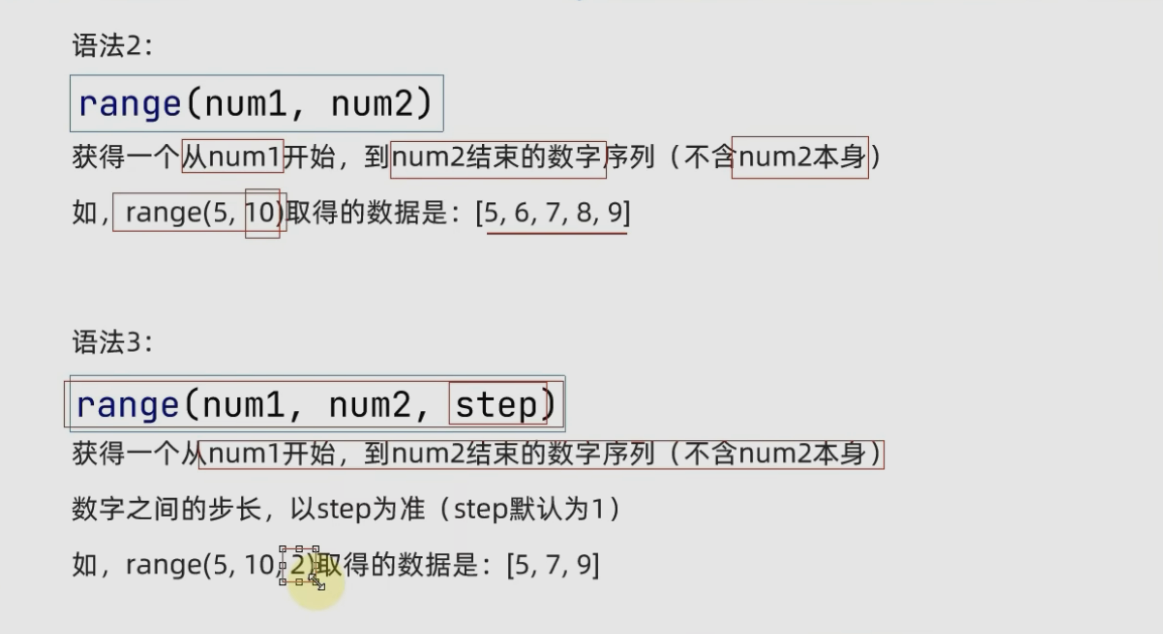 语法2：
range(num1, num2)
获得一个从num1开始，到num2结束的数字序列（不含num2本身）
如，range(5, 10)取得的数据是：[5, 6, 7, 8, 9]
语法3：
range(num1, num2, step)
获得一个从num1开始，到num2结束的数字序列（不含num2本身）
数字之间的步长，以step为准（step默认为1）
如，range(5, 10, 2)取得的数据是：[5, 7, 9]